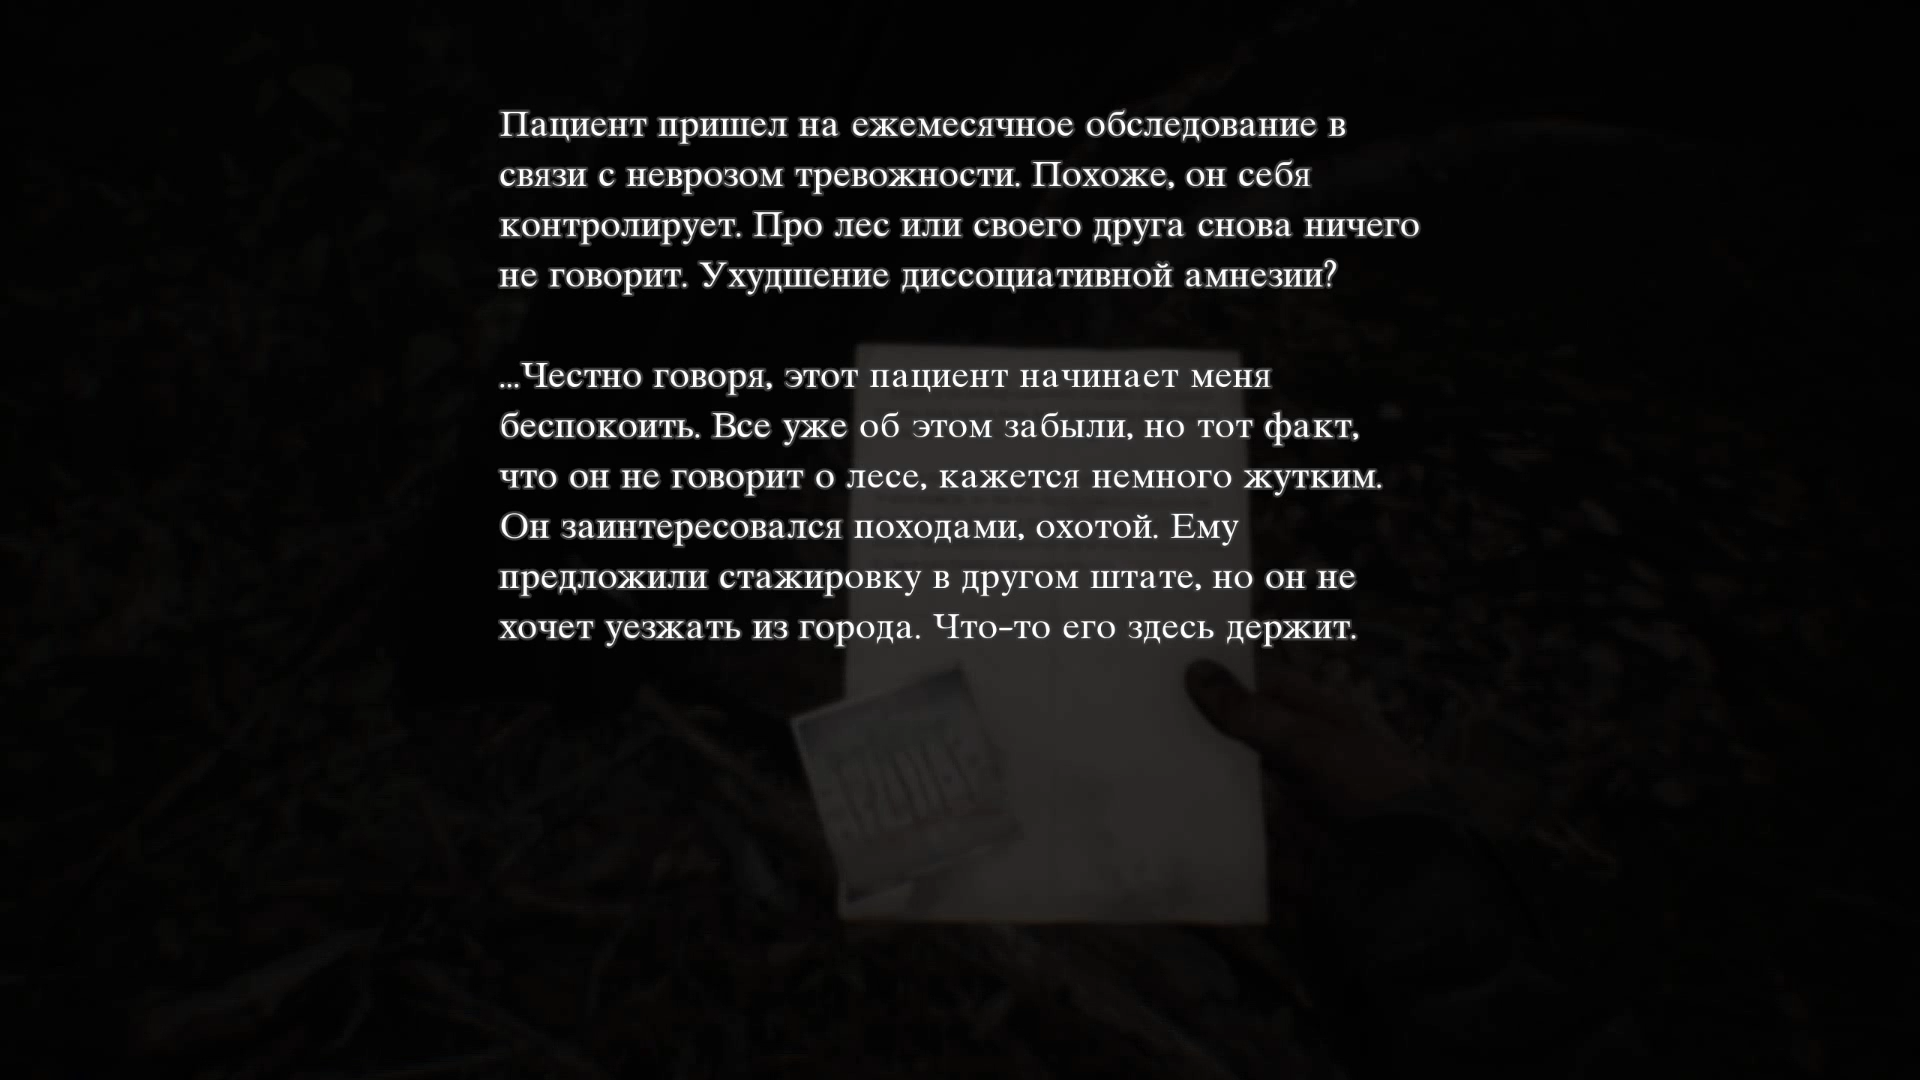 Пациент пришел на ежемесячное обследование в
связи с неврозом тревожности. Похоже, он себя
контролирует. Про лес или своего друга снова ничего
не говорит. Ухудшение диссоциативной амнезии?
...Честно говоря, этот пациент начинает меня
беспокоить. Все уже об этом забыли, но тот факт,
что он не говорит о лесе, кажется немного жутким.
Он заинтересовался походами, охотой. Ему
предложили стажировку в другом штате, но он не
хочет уезжать из города. Что-то его здесь держит.